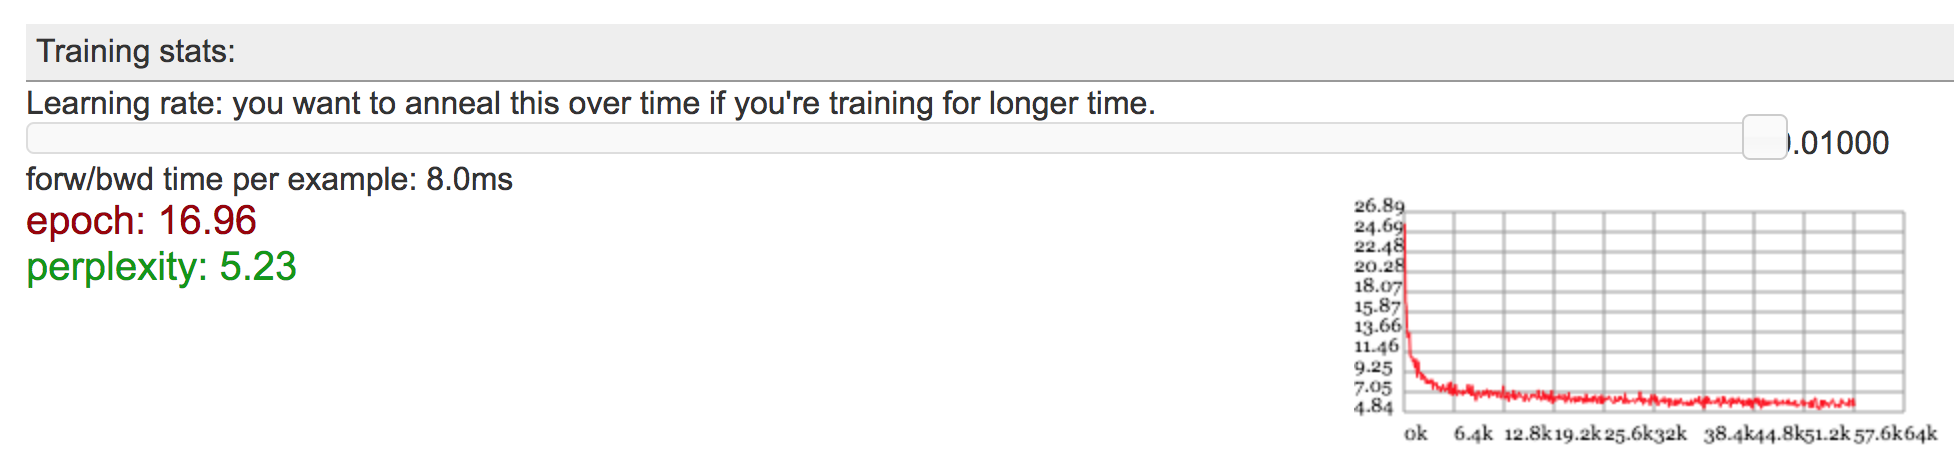 Training stats:
Learning rate: you want to anneal this over time if you're training for longer time.
.01000
forw/bwd time per example: 8.0ms
epoch: 16.96
perplexity: 5.23
26.89
24.69
22.48
20.28
18.07
15.87
13.66
11.46
9.25
7.05
4.84
0k 6.4k 12.8k 19.2k 25.6k 32k 38.4k 44.8k 51.2k 57.6k 64k